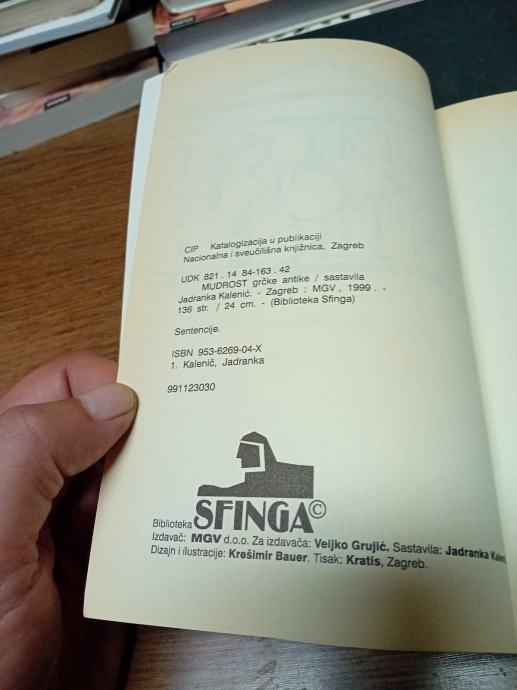 CIP Katalogizacija u publikaciji
Nacionalna i sveučilišna knjižnica, Zagreb
UDK 821 . 14 84-163 . 42
MUDROST grčke antike / sastavila
Jadranka Kalenić. - Zagreb : MGV , 1999 . -
136 str. / 24 cm. - (Biblioteka Sfinga)
Sentencije.
ISBN 953-6269-04-X
1. Kalenič, Jadranka
991123030
Biblioteka SFINGA©
Izdavač: MGV d.o.o. Za izdavača: Veljko Grujić. Sastavila: Jadranka
Dizajn i ilustracije: Krešimir Bauer. Tisak: Kratis, Zagreb.